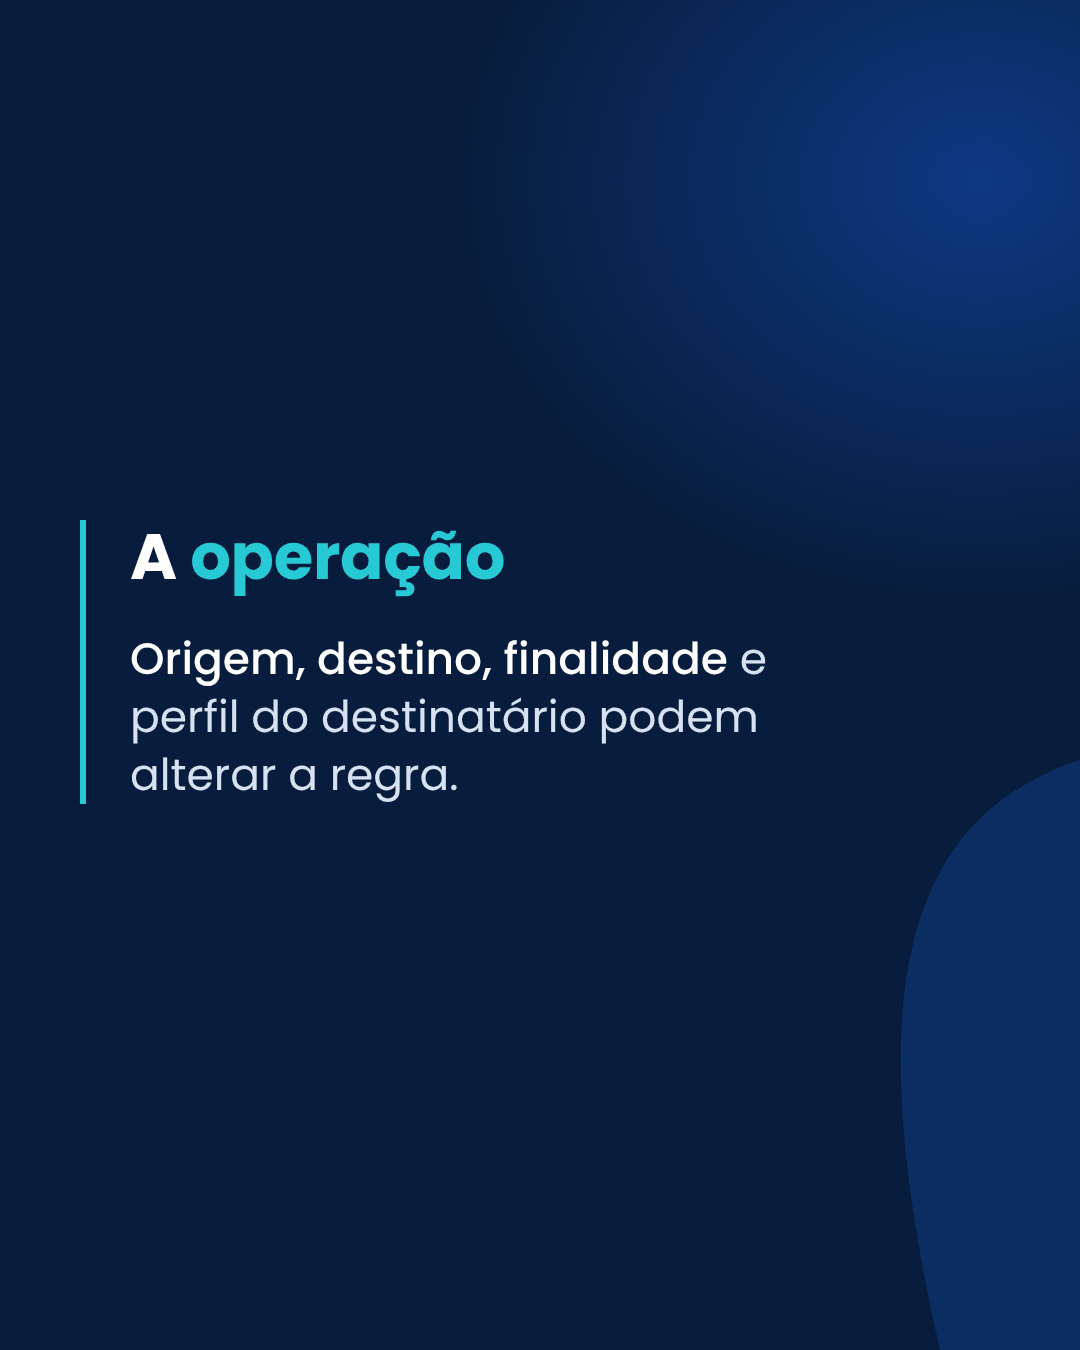 A operação
Origem, destino, finalidade e
perfil do destinatário podem
alterar a regra.